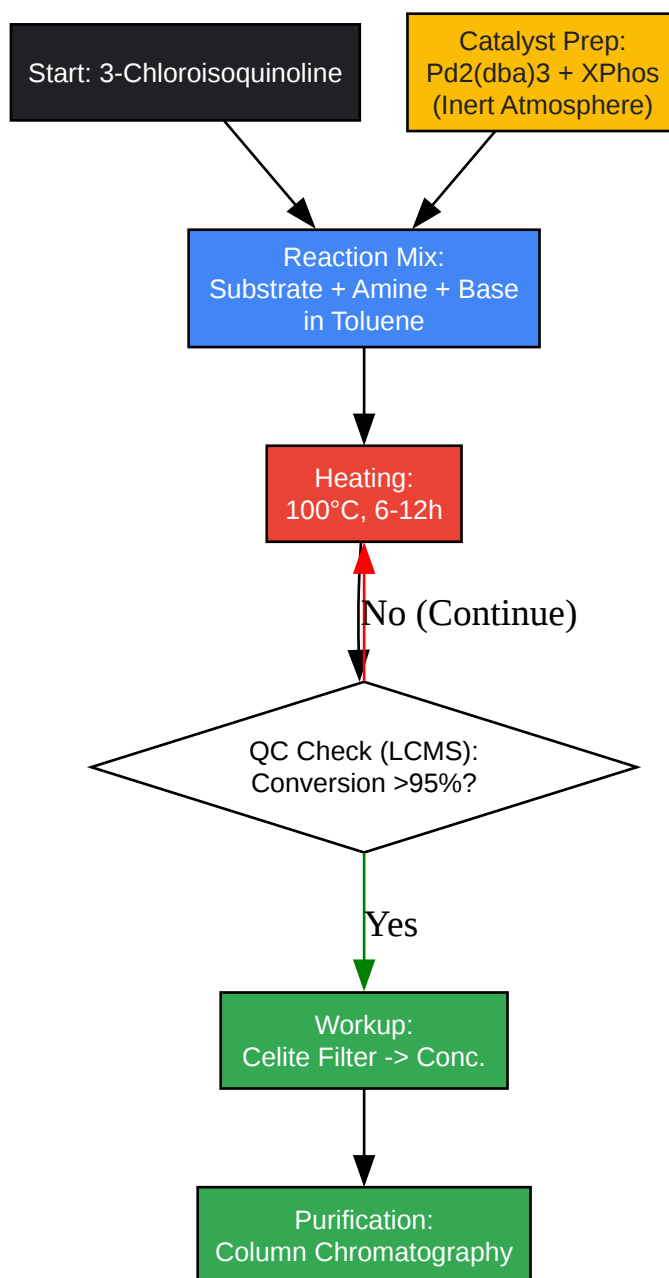 Start: 3-Chloroisoquinoline
Catalyst Prep:
Pd2(dba)3 + XPhos
(Inert Atmosphere)
Reaction Mix:
Substrate + Amine + Base
in Toluene
Heating:
100°C, 6-12h
No (Continue)
QC Check (LCMS):
Conversion >95%?
Yes
Workup:
Celite Filter -> Conc.
Purification:
Column Chromatography